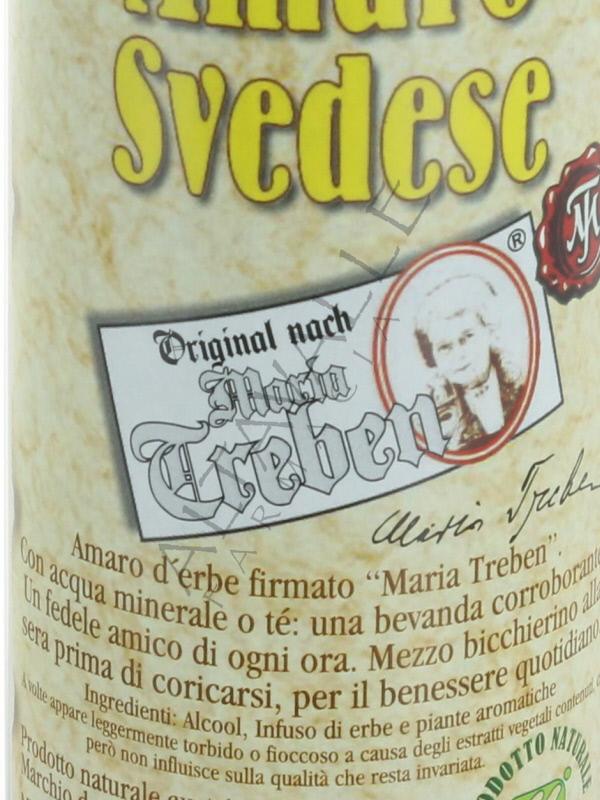 Amaro
Svedese
®
Original nach
Maria
Treben
Maria Treben
Amaro d'erbe firmato “Maria Treben”.
Con acqua minerale o té: una bevanda corroborante
Un fedele amico di ogni ora. Mezzo bicchierino alla
sera prima di coricarsi, per il benessere quotidiano.
Ingredienti: Alcool, Infuso di erbe e piante aromatiche
A volte appare leggermente torbido o fioccoso a causa degli estratti vegetali contenuti,
però non influisce sulla qualità che resta invariata.
Prodotto naturale
Marchio
PRODOTTO NATURALE